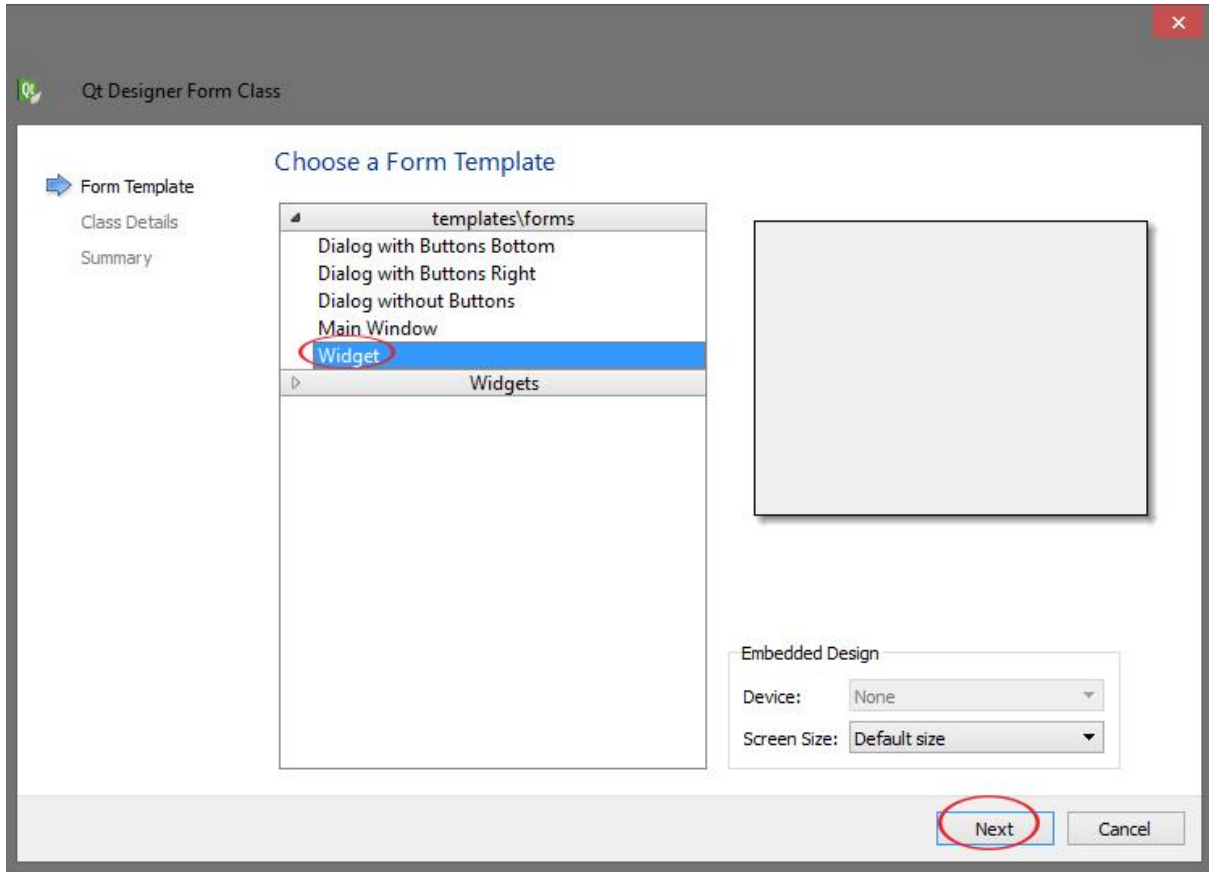 Qt Designer Form Class
Form Template
Class Details
Summary
Choose a Form Template
templates\forms
Dialog with Buttons Bottom
Dialog with Buttons Right
Dialog without Buttons
Main Window
Widget
Widgets
Embedded Design
Device: None
Screen Size: Default size
Next Cancel